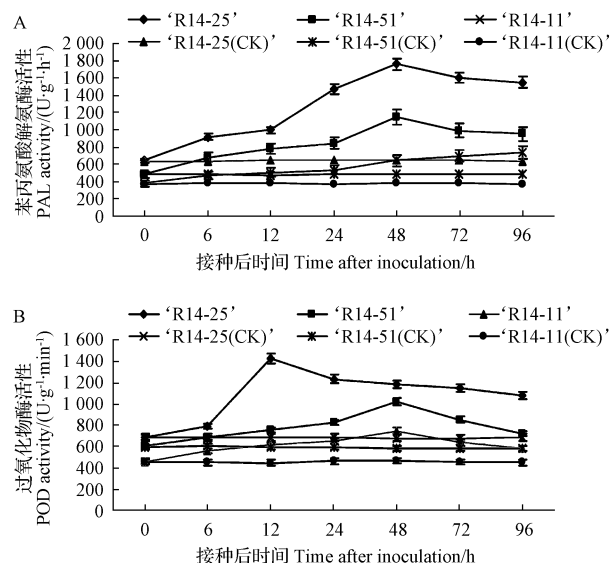 A
‘R14-25’ ‘R14-51’ ‘R14-11’
‘R14-25(CK)’ ‘R14-51(CK)’ ‘R14-11(CK)’
苯丙氨酸解氨酶活性
PAL activity/(U·g⁻¹·h⁻¹)
2 000
1 800
1 600
1 400
1 200
1 000
800
600
400
200
0
0 6 12 24 48 72 96
接种后时间 Time after inoculation/h
B
‘R14-25’ ‘R14-51’ ‘R14-11’
‘R14-25(CK)’ ‘R14-51(CK)’ ‘R14-11(CK)’
过氧化物酶活性
POD activity/(U·g⁻¹·min⁻¹)
1 600
1 400
1 200
1 000
800
600
400
200
0
0 6 12 24 48 72 96
接种后时间 Time after inoculation/h